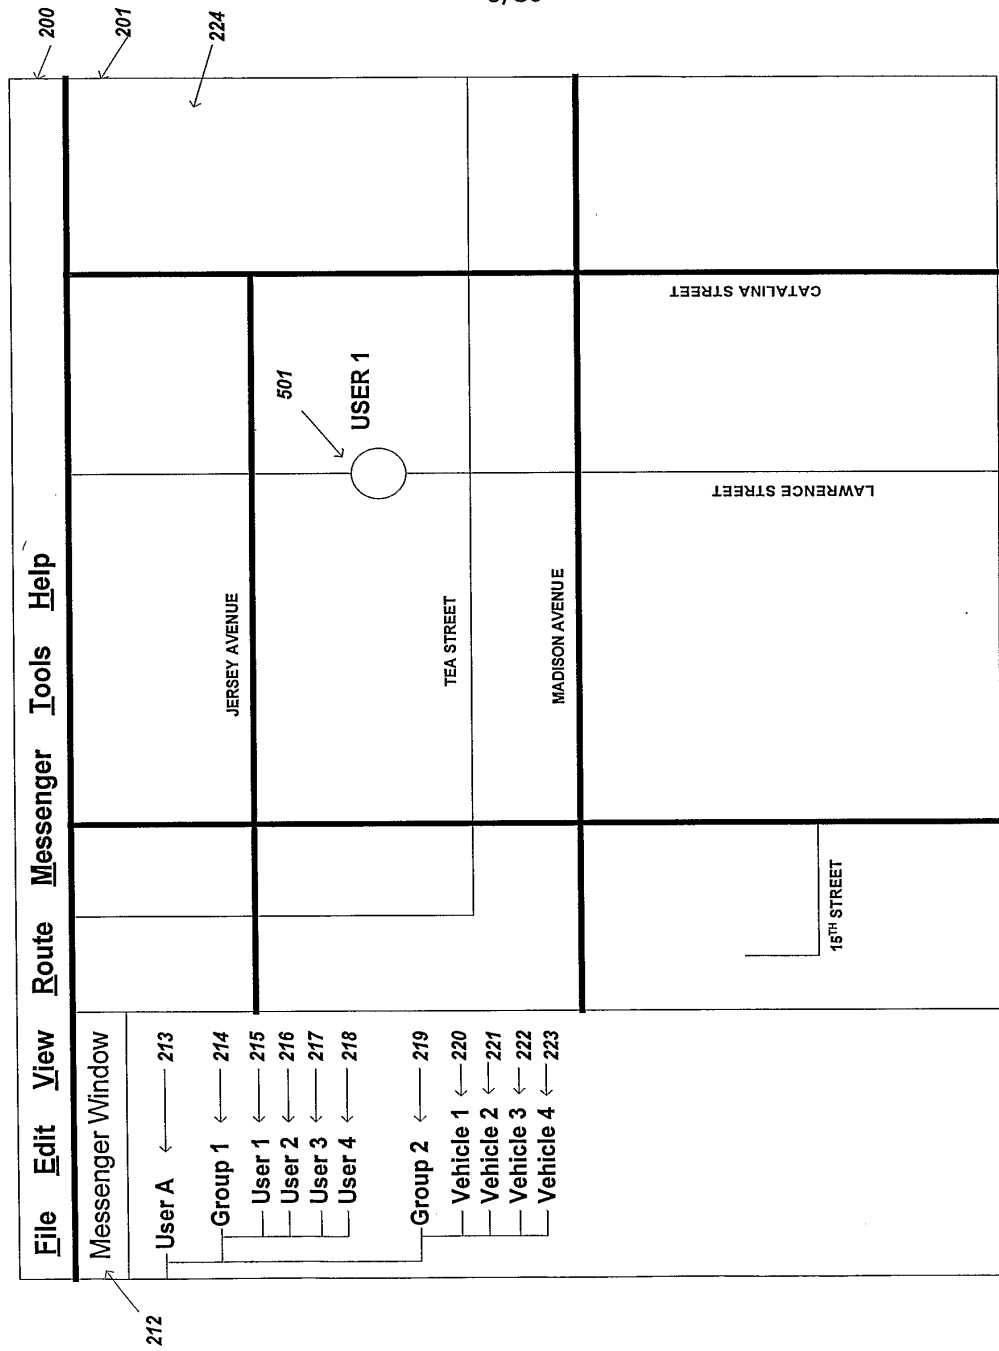 200
201
224
File Edit View Route Messenger Tools Help
212
Messenger Window
User A 213
Group 1 214
User 1 215
User 2 216
User 3 217
User 4 218
Group 2 219
Vehicle 1 220
Vehicle 2 221
Vehicle 3 222
Vehicle 4 223
JERSEY AVENUE
501
USER 1
TEA STREET
MADISON AVENUE
CATALINA STREET
LAWRENCE STREET
15TH STREET